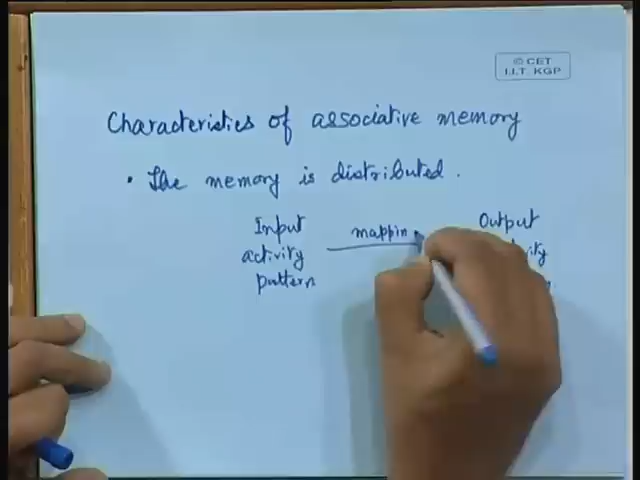 © CET
I.I.T. KGP
Characteristics of associative memory
• The memory is distributed.
Input mappin Output
activity
pattern